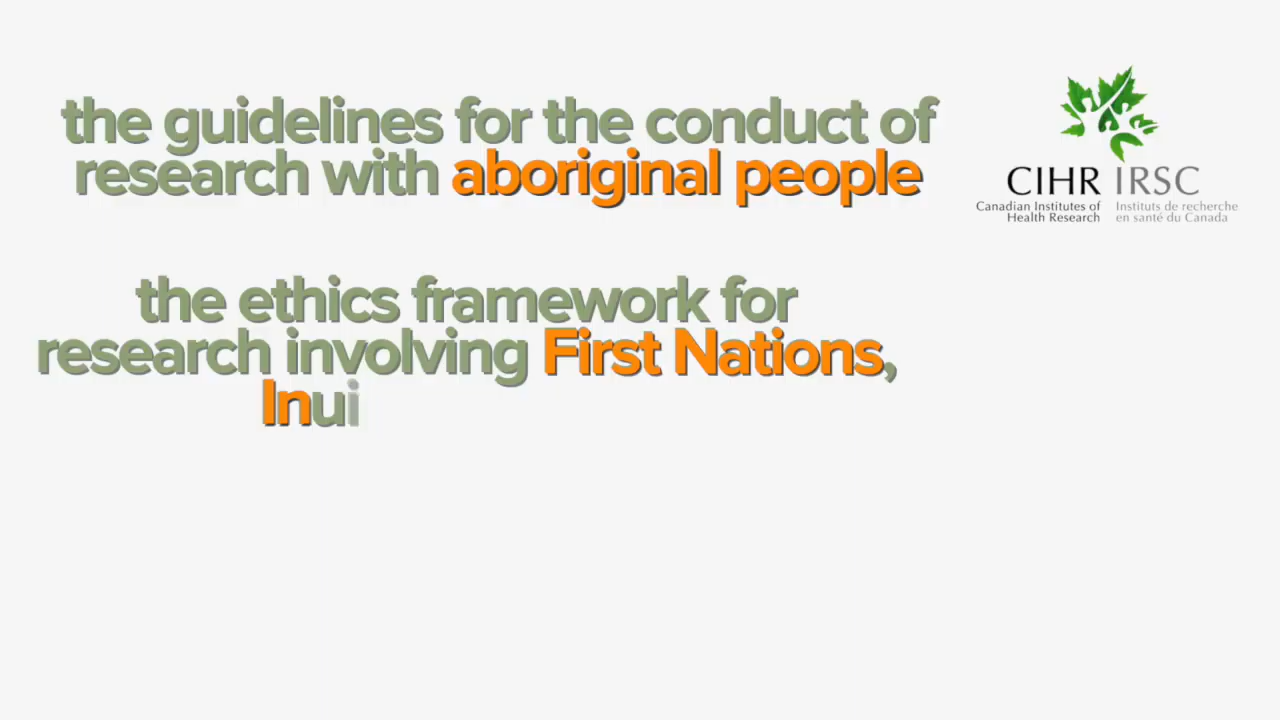 the guidelines for the conduct of
research with aboriginal people
CIHR IRSC
Canadian Institutes of Health Research
Instituts de recherche en santé du Canada
the ethics framework for
research involving First Nations,
Inui